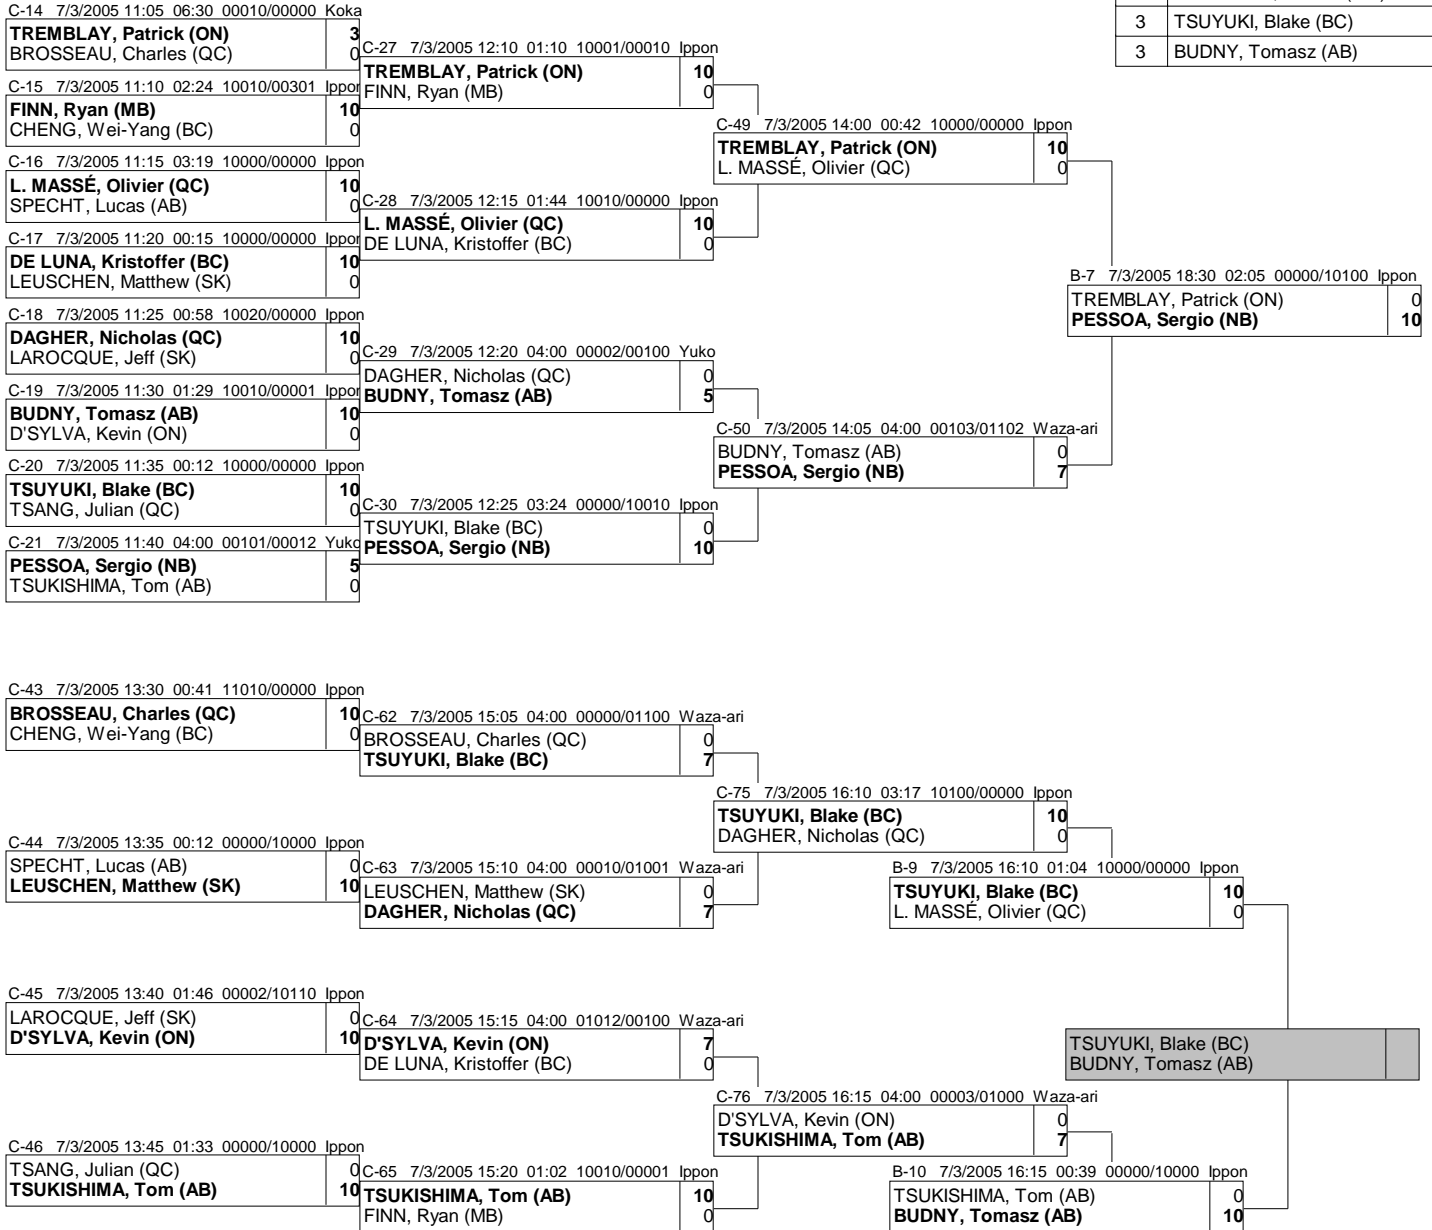 3 TSUYUKI, Blake (BC)
3 BUDNY, Tomasz (AB)
C-14 7/3/2005 11:05 06:30 00010/00000 Koka
TREMBLAY, Patrick (ON) 3
BROSSEAU, Charles (QC) 0
C-15 7/3/2005 11:10 02:24 10010/00301 Ippon
FINN, Ryan (MB) 10
CHENG, Wei-Yang (BC) 0
C-16 7/3/2005 11:15 03:19 10000/00000 Ippon
L. MASSÉ, Olivier (QC) 10
SPECHT, Lucas (AB) 0
C-17 7/3/2005 11:20 00:15 10000/00000 Ippon
DE LUNA, Kristoffer (BC) 10
LEUSCHEN, Matthew (SK) 0
C-18 7/3/2005 11:25 00:58 10020/00000 Ippon
DAGHER, Nicholas (QC) 10
LAROCQUE, Jeff (SK) 0
C-19 7/3/2005 11:30 01:29 10010/00001 Ippon
BUDNY, Tomasz (AB) 10
D'SYLVA, Kevin (ON) 0
C-20 7/3/2005 11:35 00:12 10000/00000 Ippon
TSUYUKI, Blake (BC) 10
TSANG, Julian (QC) 0
C-21 7/3/2005 11:40 04:00 00101/00012 Yuko
PESSOA, Sergio (NB) 5
TSUKISHIMA, Tom (AB) 0
C-27 7/3/2005 12:10 01:10 10001/00010 Ippon
TREMBLAY, Patrick (ON) 10
FINN, Ryan (MB) 0
C-28 7/3/2005 12:15 01:44 10010/00000 Ippon
L. MASSÉ, Olivier (QC) 10
DE LUNA, Kristoffer (BC) 0
C-29 7/3/2005 12:20 04:00 00002/00100 Yuko
DAGHER, Nicholas (QC) 0
BUDNY, Tomasz (AB) 5
C-30 7/3/2005 12:25 03:24 00000/10010 Ippon
TSUYUKI, Blake (BC) 0
PESSOA, Sergio (NB) 10
C-49 7/3/2005 14:00 00:42 10000/00000 Ippon
TREMBLAY, Patrick (ON) 10
L. MASSÉ, Olivier (QC) 0
C-50 7/3/2005 14:05 04:00 00103/01102 Waza-ari
BUDNY, Tomasz (AB) 0
PESSOA, Sergio (NB) 7
B-7 7/3/2005 18:30 02:05 00000/10100 Ippon
TREMBLAY, Patrick (ON) 0
PESSOA, Sergio (NB) 10
C-43 7/3/2005 13:30 00:41 11010/00000 Ippon
BROSSEAU, Charles (QC) 10
CHENG, Wei-Yang (BC) 0
C-44 7/3/2005 13:35 00:12 00000/10000 Ippon
SPECHT, Lucas (AB) 0
LEUSCHEN, Matthew (SK) 10
C-45 7/3/2005 13:40 01:46 00002/10110 Ippon
LAROCQUE, Jeff (SK) 0
D'SYLVA, Kevin (ON) 10
C-46 7/3/2005 13:45 01:33 00000/10000 Ippon
TSANG, Julian (QC) 0
TSUKISHIMA, Tom (AB) 10
C-62 7/3/2005 15:05 04:00 00000/01100 Waza-ari
BROSSEAU, Charles (QC) 0
TSUYUKI, Blake (BC) 7
C-63 7/3/2005 15:10 04:00 00010/01001 Waza-ari
LEUSCHEN, Matthew (SK) 0
DAGHER, Nicholas (QC) 7
C-64 7/3/2005 15:15 04:00 01012/00100 Waza-ari
D'SYLVA, Kevin (ON) 7
DE LUNA, Kristoffer (BC) 0
C-65 7/3/2005 15:20 01:02 10010/00001 Ippon
TSUKISHIMA, Tom (AB) 10
FINN, Ryan (MB) 0
C-75 7/3/2005 16:10 03:17 10100/00000 Ippon
TSUYUKI, Blake (BC) 10
DAGHER, Nicholas (QC) 0
C-76 7/3/2005 16:15 04:00 00003/01000 Waza-ari
D'SYLVA, Kevin (ON) 0
TSUKISHIMA, Tom (AB) 7
B-9 7/3/2005 16:10 01:04 10000/00000 Ippon
TSUYUKI, Blake (BC) 10
L. MASSÉ, Olivier (QC) 0
B-10 7/3/2005 16:15 00:39 00000/10000 Ippon
TSUKISHIMA, Tom (AB) 0
BUDNY, Tomasz (AB) 10
TSUYUKI, Blake (BC)
BUDNY, Tomasz (AB)